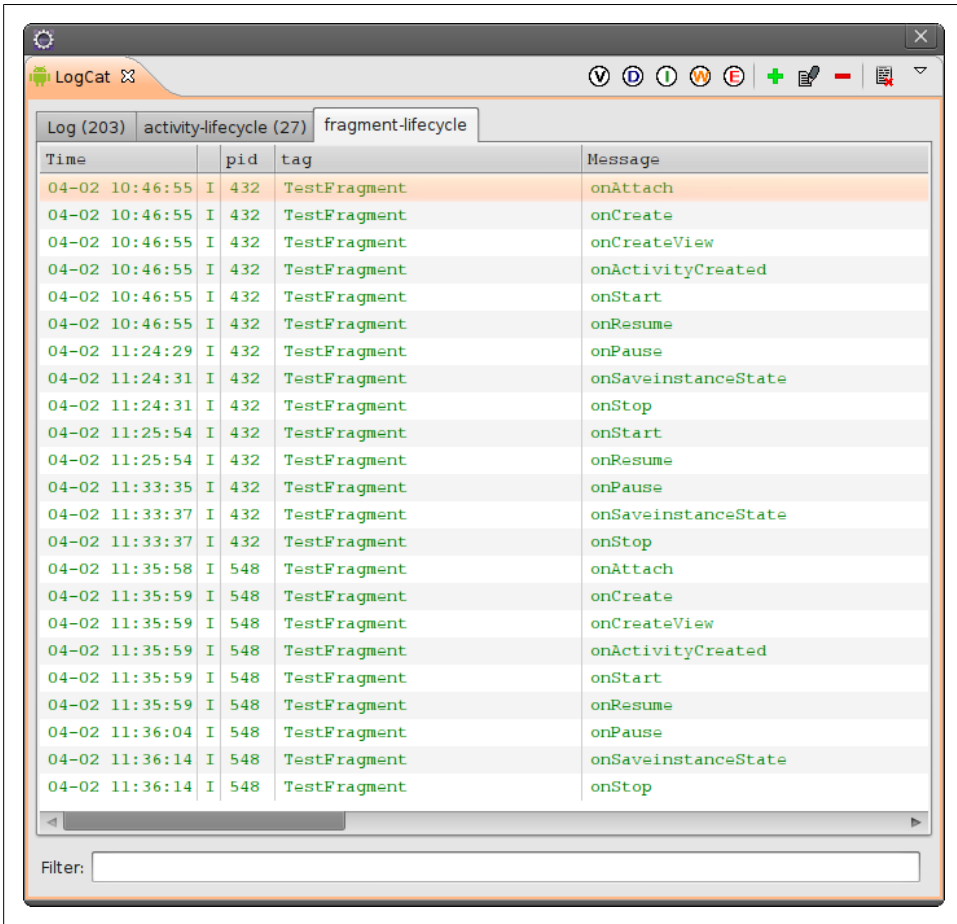 LogCat
V D I W E
Log (203) activity-lifecycle (27) fragment-lifecycle
Time pid tag Message
04-02 10:46:55 I 432 TestFragment onAttach
04-02 10:46:55 I 432 TestFragment onCreate
04-02 10:46:55 I 432 TestFragment onCreateView
04-02 10:46:55 I 432 TestFragment onActivityCreated
04-02 10:46:55 I 432 TestFragment onStart
04-02 10:46:55 I 432 TestFragment onResume
04-02 11:24:29 I 432 TestFragment onPause
04-02 11:24:31 I 432 TestFragment onSaveinstanceState
04-02 11:24:31 I 432 TestFragment onStop
04-02 11:25:54 I 432 TestFragment onStart
04-02 11:25:54 I 432 TestFragment onResume
04-02 11:33:35 I 432 TestFragment onPause
04-02 11:33:37 I 432 TestFragment onSaveinstanceState
04-02 11:33:37 I 432 TestFragment onStop
04-02 11:35:58 I 548 TestFragment onAttach
04-02 11:35:59 I 548 TestFragment onCreate
04-02 11:35:59 I 548 TestFragment onCreateView
04-02 11:35:59 I 548 TestFragment onActivityCreated
04-02 11:35:59 I 548 TestFragment onStart
04-02 11:35:59 I 548 TestFragment onResume
04-02 11:36:04 I 548 TestFragment onPause
04-02 11:36:14 I 548 TestFragment onSaveinstanceState
04-02 11:36:14 I 548 TestFragment onStop
Filter: